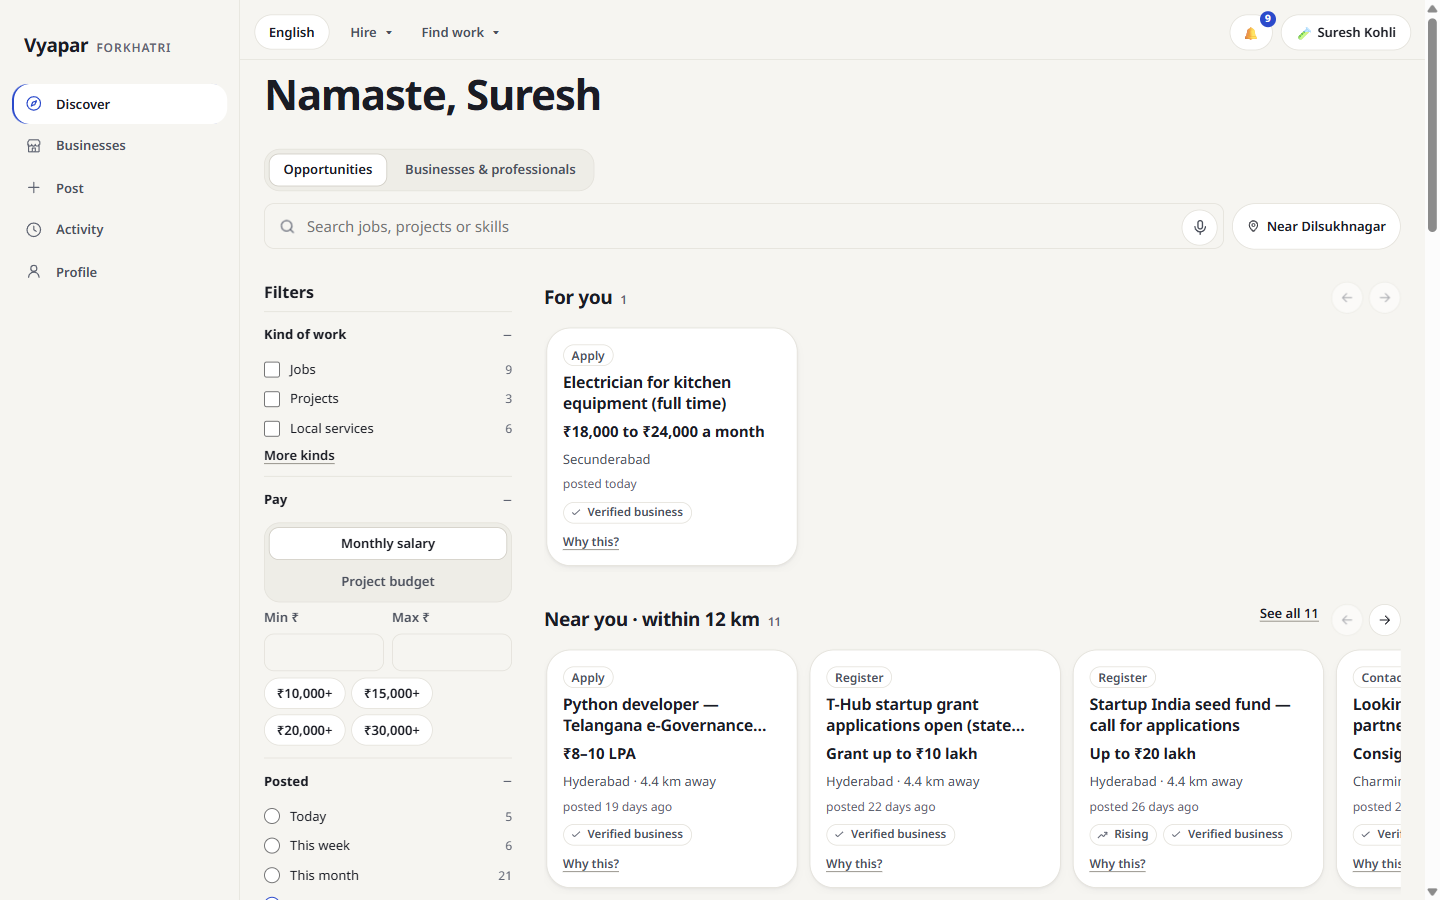 Vyapar FORKHATRI
Discover
Businesses
Post
Activity
Profile
English
Hire
Find work
9
Suresh Kohli
Namaste, Suresh
Opportunities
Businesses & professionals
Search jobs, projects or skills
Near Dilsukhnagar
Filters
Kind of work
Jobs 9
Projects 3
Local services 6
More kinds
Pay
Monthly salary
Project budget
Min ₹ Max ₹
₹10,000+ ₹15,000+
₹20,000+ ₹30,000+
Posted
Today 5
This week 6
This month 21
For you 1
Apply
Electrician for kitchen
equipment (full time)
₹18,000 to ₹24,000 a month
Secunderabad
posted today
Verified business
Why this?
Near you · within 12 km 11
See all 11
Apply
Python developer —
Telangana e-Governance...
₹8–10 LPA
Hyderabad · 4.4 km away
posted 19 days ago
Verified business
Why this?
Register
T-Hub startup grant
applications open (state...
Grant up to ₹10 lakh
Hyderabad · 4.4 km away
posted 22 days ago
Verified business
Why this?
Register
Startup India seed fund —
call for applications
Up to ₹20 lakh
Hyderabad · 4.4 km away
posted 26 days ago
Rising Verified business
Why this?
posted 2
Why this